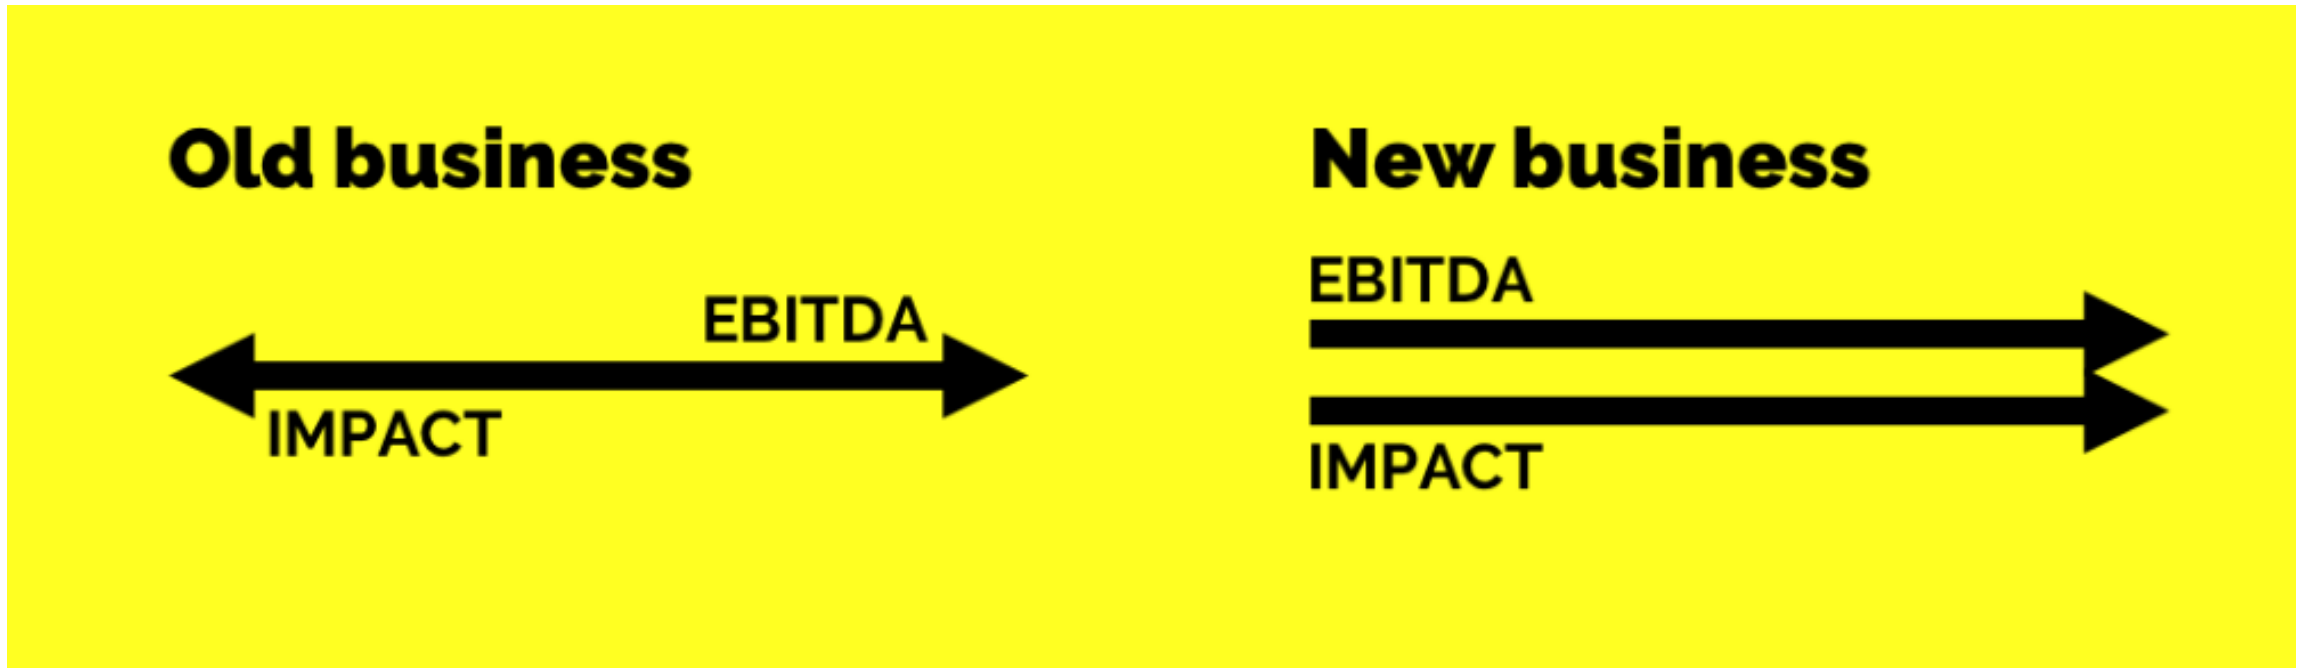 Old business
EBITDA
IMPACT
New business
EBITDA
IMPACT